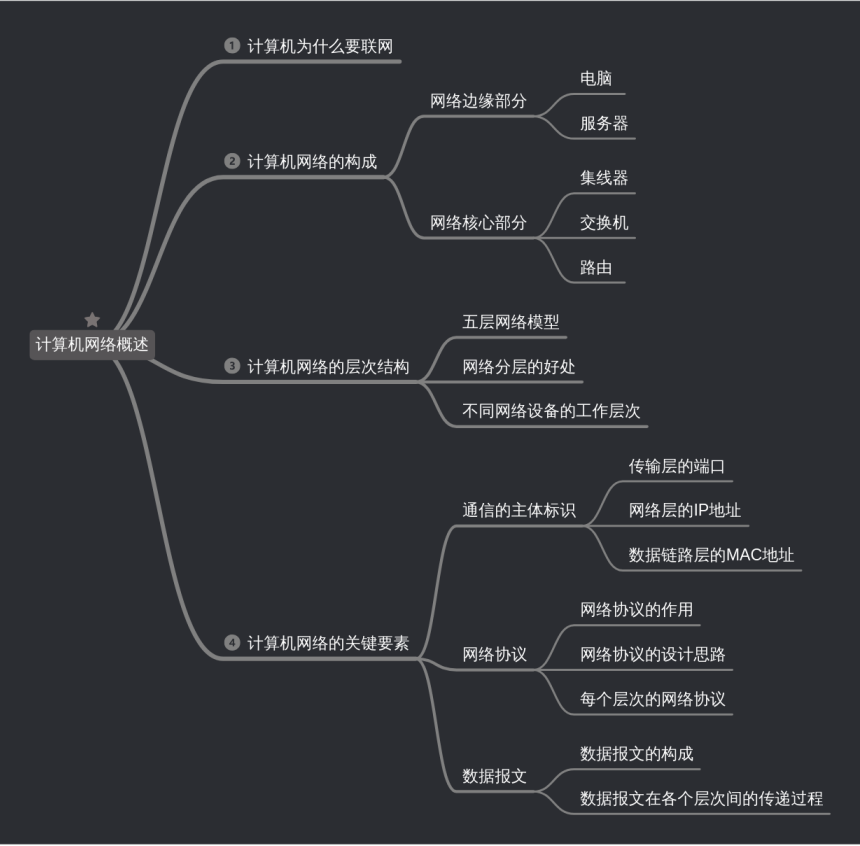 计算机网络概述
1 计算机为什么要联网
2 计算机网络的构成
网络边缘部分
电脑
服务器
网络核心部分
集线器
交换机
路由
3 计算机网络的层次结构
五层网络模型
网络分层的好处
不同网络设备的工作层次
4 计算机网络的关键要素
通信的主体标识
传输层的端口
网络层的IP地址
数据链路层的MAC地址
网络协议
网络协议的作用
网络协议的设计思路
每个层次的网络协议
数据报文
数据报文的构成
数据报文在各个层次间的传递过程